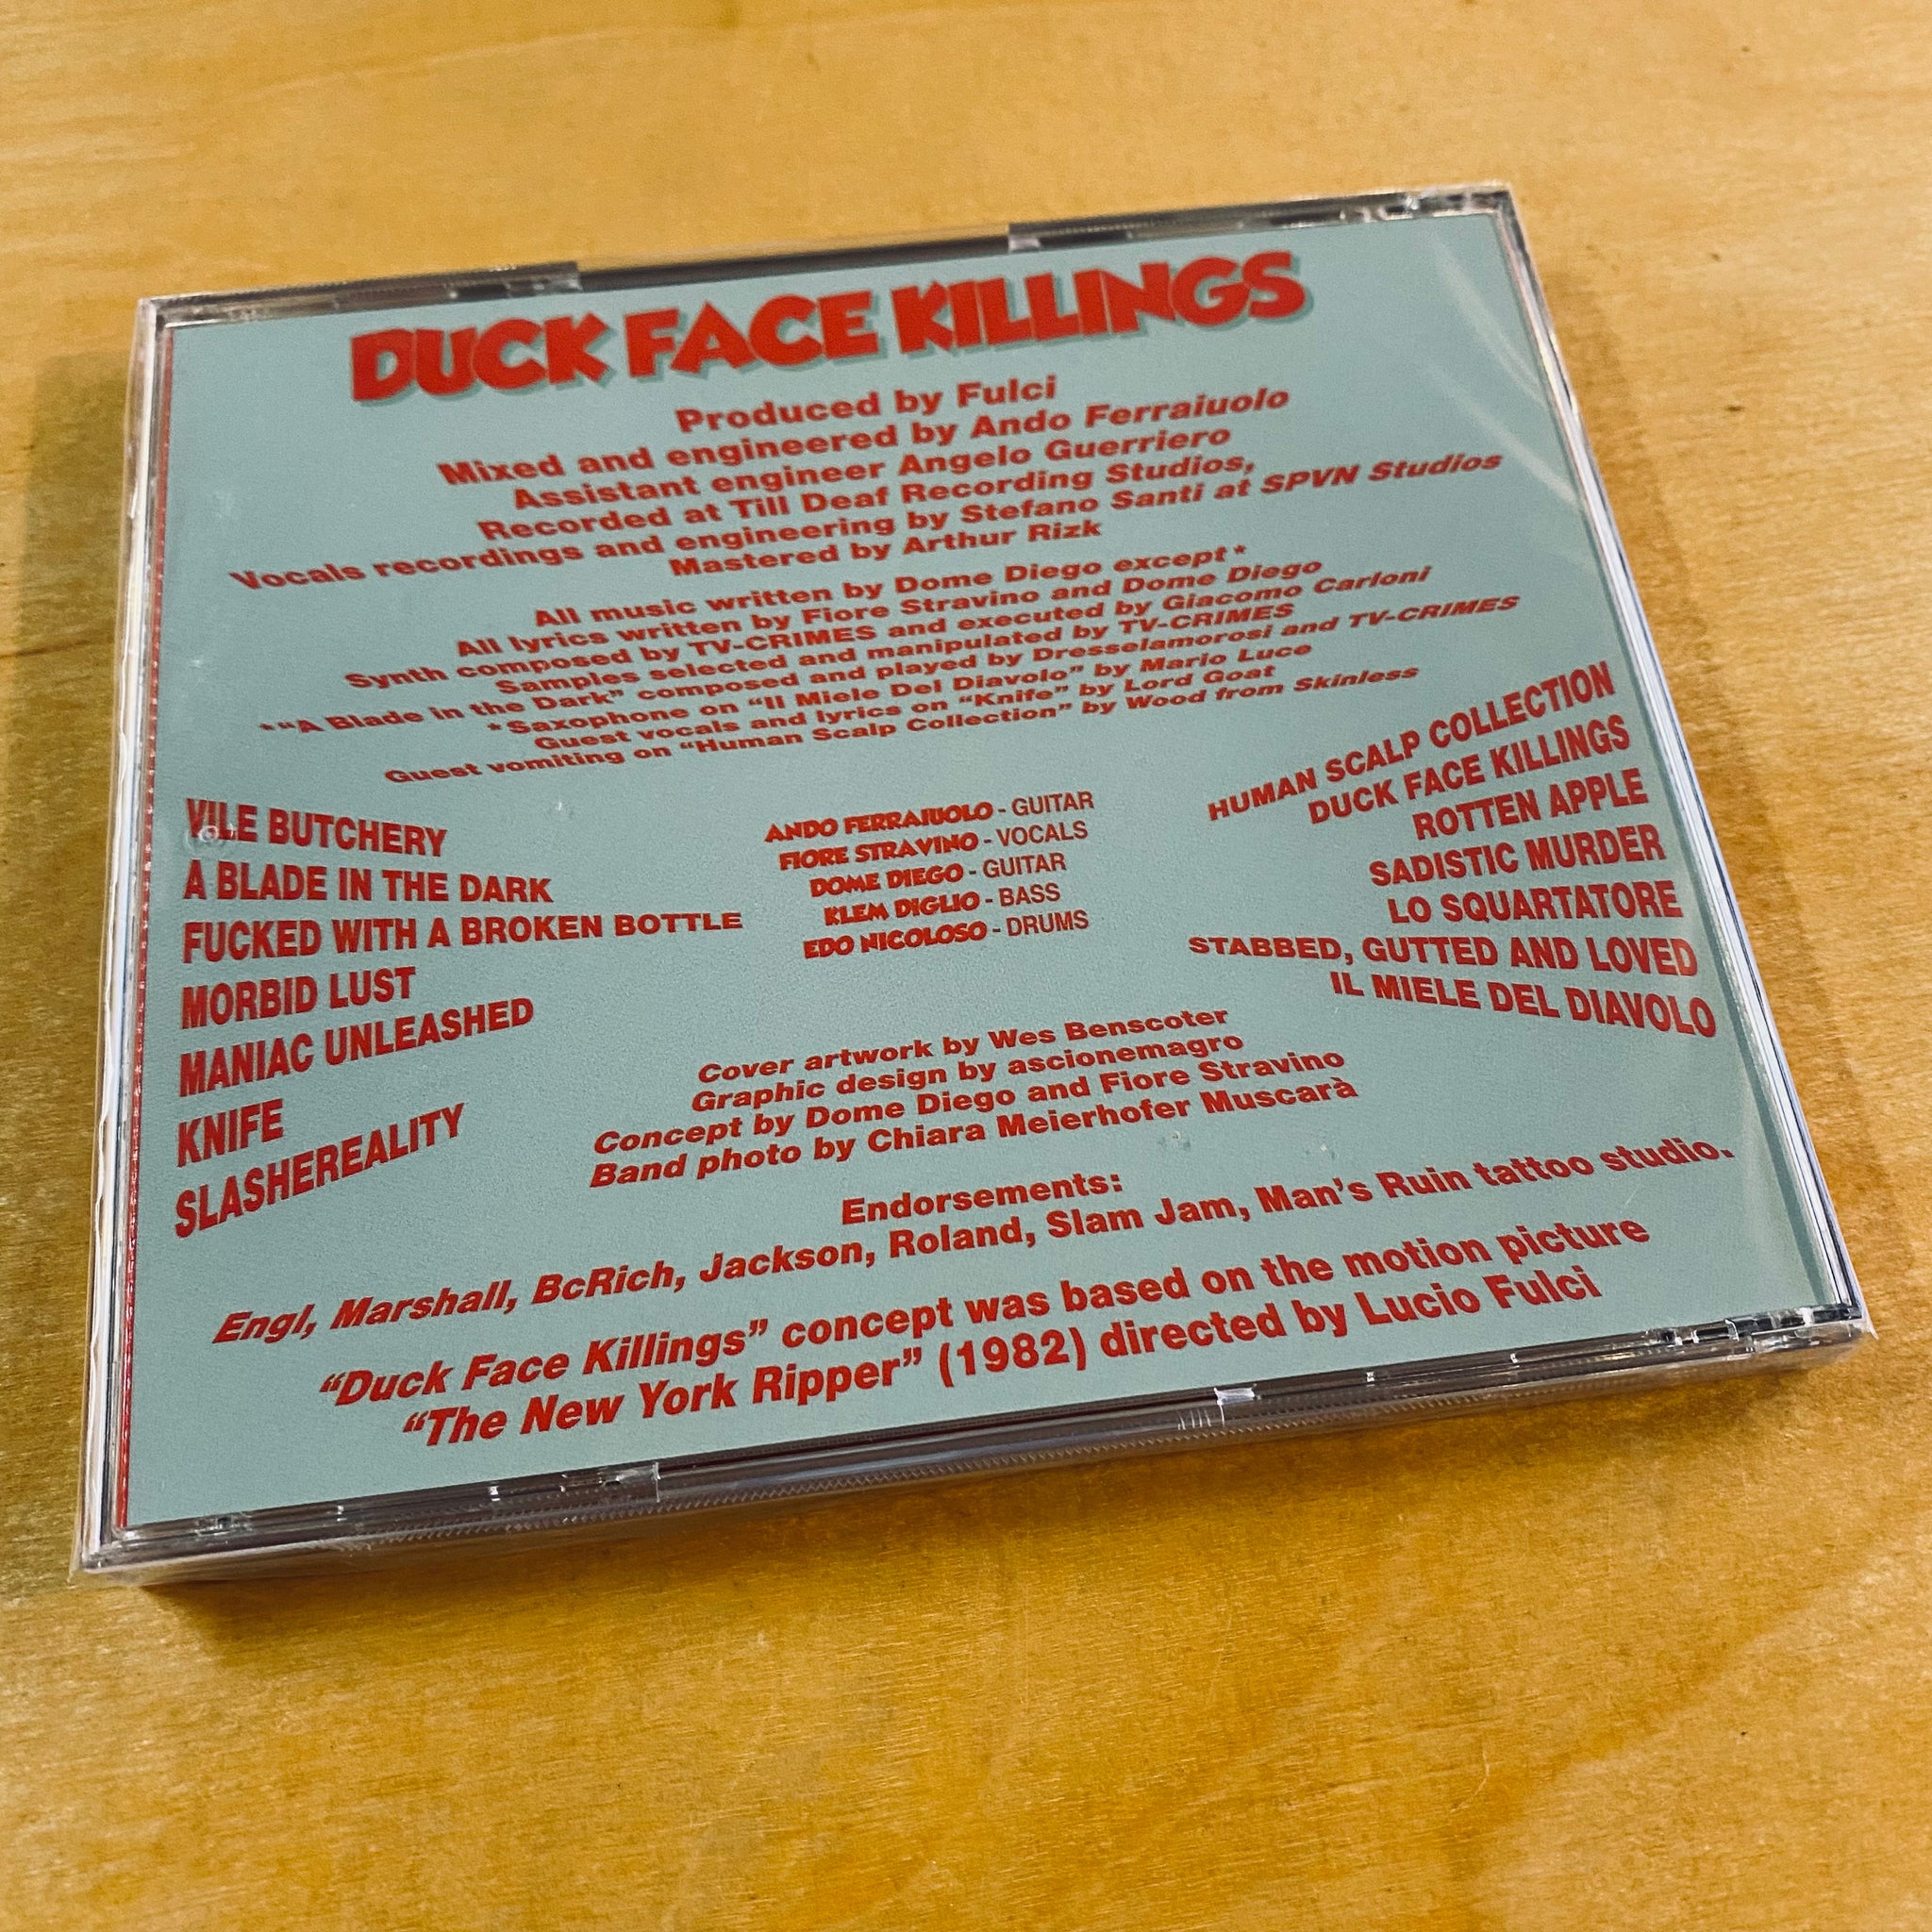 DUCK FACE KILLINGS
Produced by Fulci
Mixed and engineered by Ando Ferraiuolo
Assistant engineer Angelo Guerriero
Recorded at Till Deaf Recording Studios,
Vocals recordings and engineering by Stefano Santi at SPVN Studios
Mastered by Arthur Rizk
All music written by Dome Diego except*
All lyrics written by Fiore Stravino and Dome Diego
Synth composed by TV-CRIMES and executed by Giacomo Carloni
Samples selected and manipulated by TV-CRIMES
*“A Blade in the Dark” composed and played by Dresselamorosi and TV-CRIMES
*Saxophone on “Il Miele Del Diavolo” by Mario Luce
Guest vocals and lyrics on “Knife” by Lord Goat
Guest vomiting on “Human Scalp Collection” by Wood from Skinless
VILE BUTCHERY
A BLADE IN THE DARK
FUCKED WITH A BROKEN BOTTLE
MORBID LUST
MANIAC UNLEASHED
KNIFE
SLASHEREALITY
ANDO FERRAIUOLO - GUITAR
FIORE STRAVINO - VOCALS
DOME DIEGO - GUITAR
KLEM DIGLIO - BASS
EDO NICOLOSO - DRUMS
HUMAN SCALP COLLECTION
DUCK FACE KILLINGS
ROTTEN APPLE
SADISTIC MURDER
LO SQUARTATORE
STABBED, GUTTED AND LOVED
IL MIELE DEL DIAVOLO
Cover artwork by Wes Benscoter
Graphic design by ascionemagro
Concept by Dome Diego and Fiore Stravino
Band photo by Chiara Meierhofer Muscarà
Endorsements:
Engl, Marshall, BcRich, Jackson, Roland, Slam Jam, Man’s Ruin tattoo studio.
“Duck Face Killings” concept was based on the motion picture
“The New York Ripper” (1982) directed by Lucio Fulci